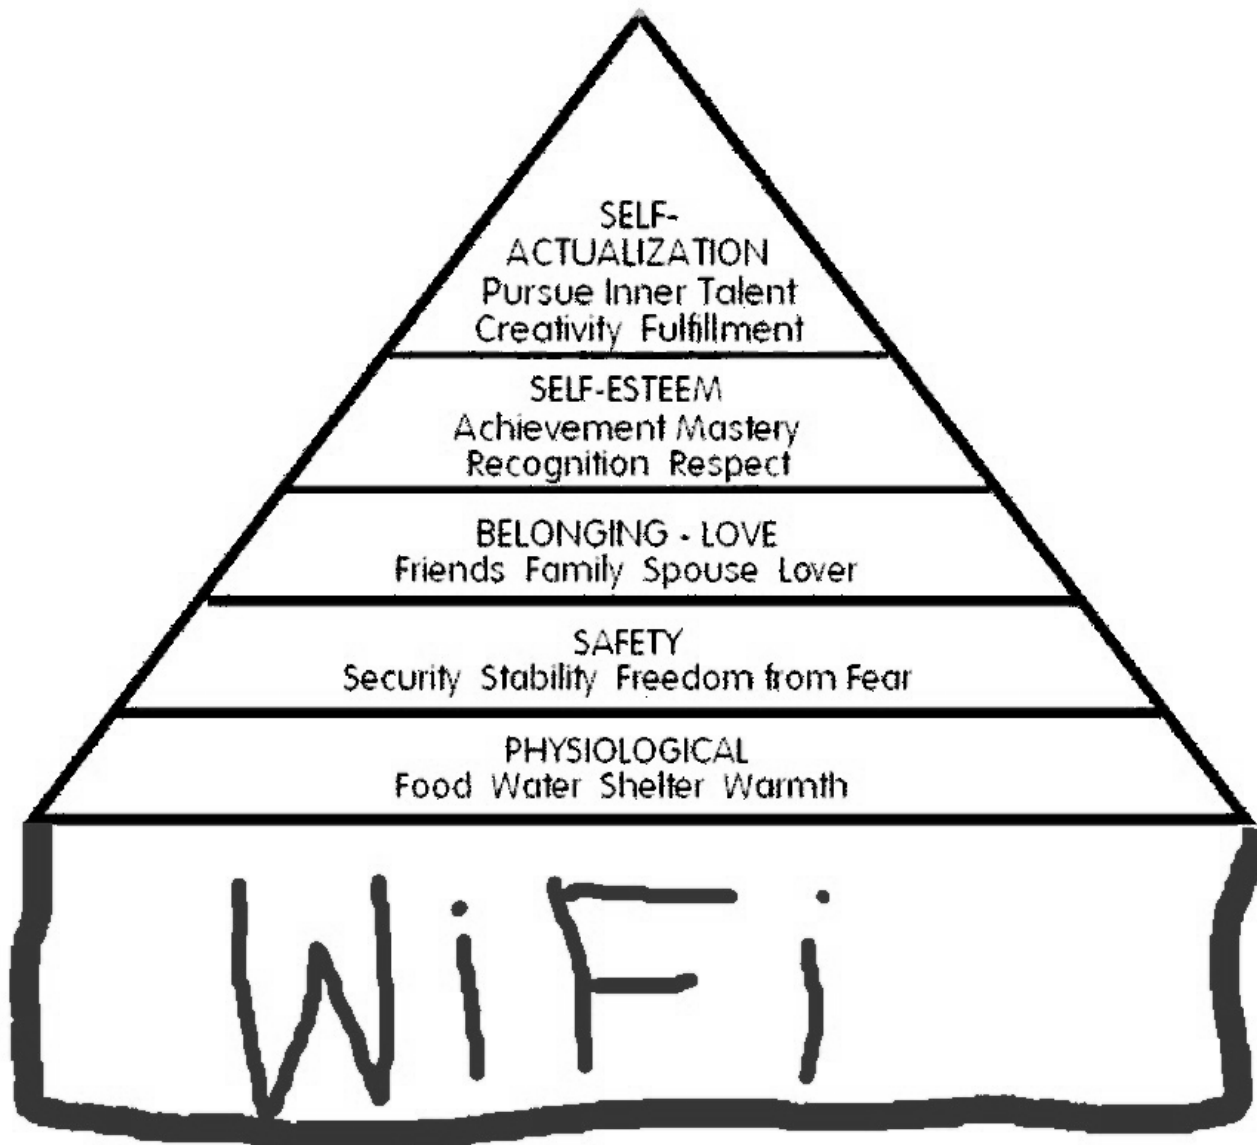 SELF-
ACTUALIZATION
Pursue Inner Talent
Creativity Fulfillment
SELF-ESTEEM
Achievement Mastery
Recognition Respect
BELONGING - LOVE
Friends Family Spouse Lover
SAFETY
Security Stability Freedom from Fear
PHYSIOLOGICAL
Food Water Shelter Warmth
WiFi